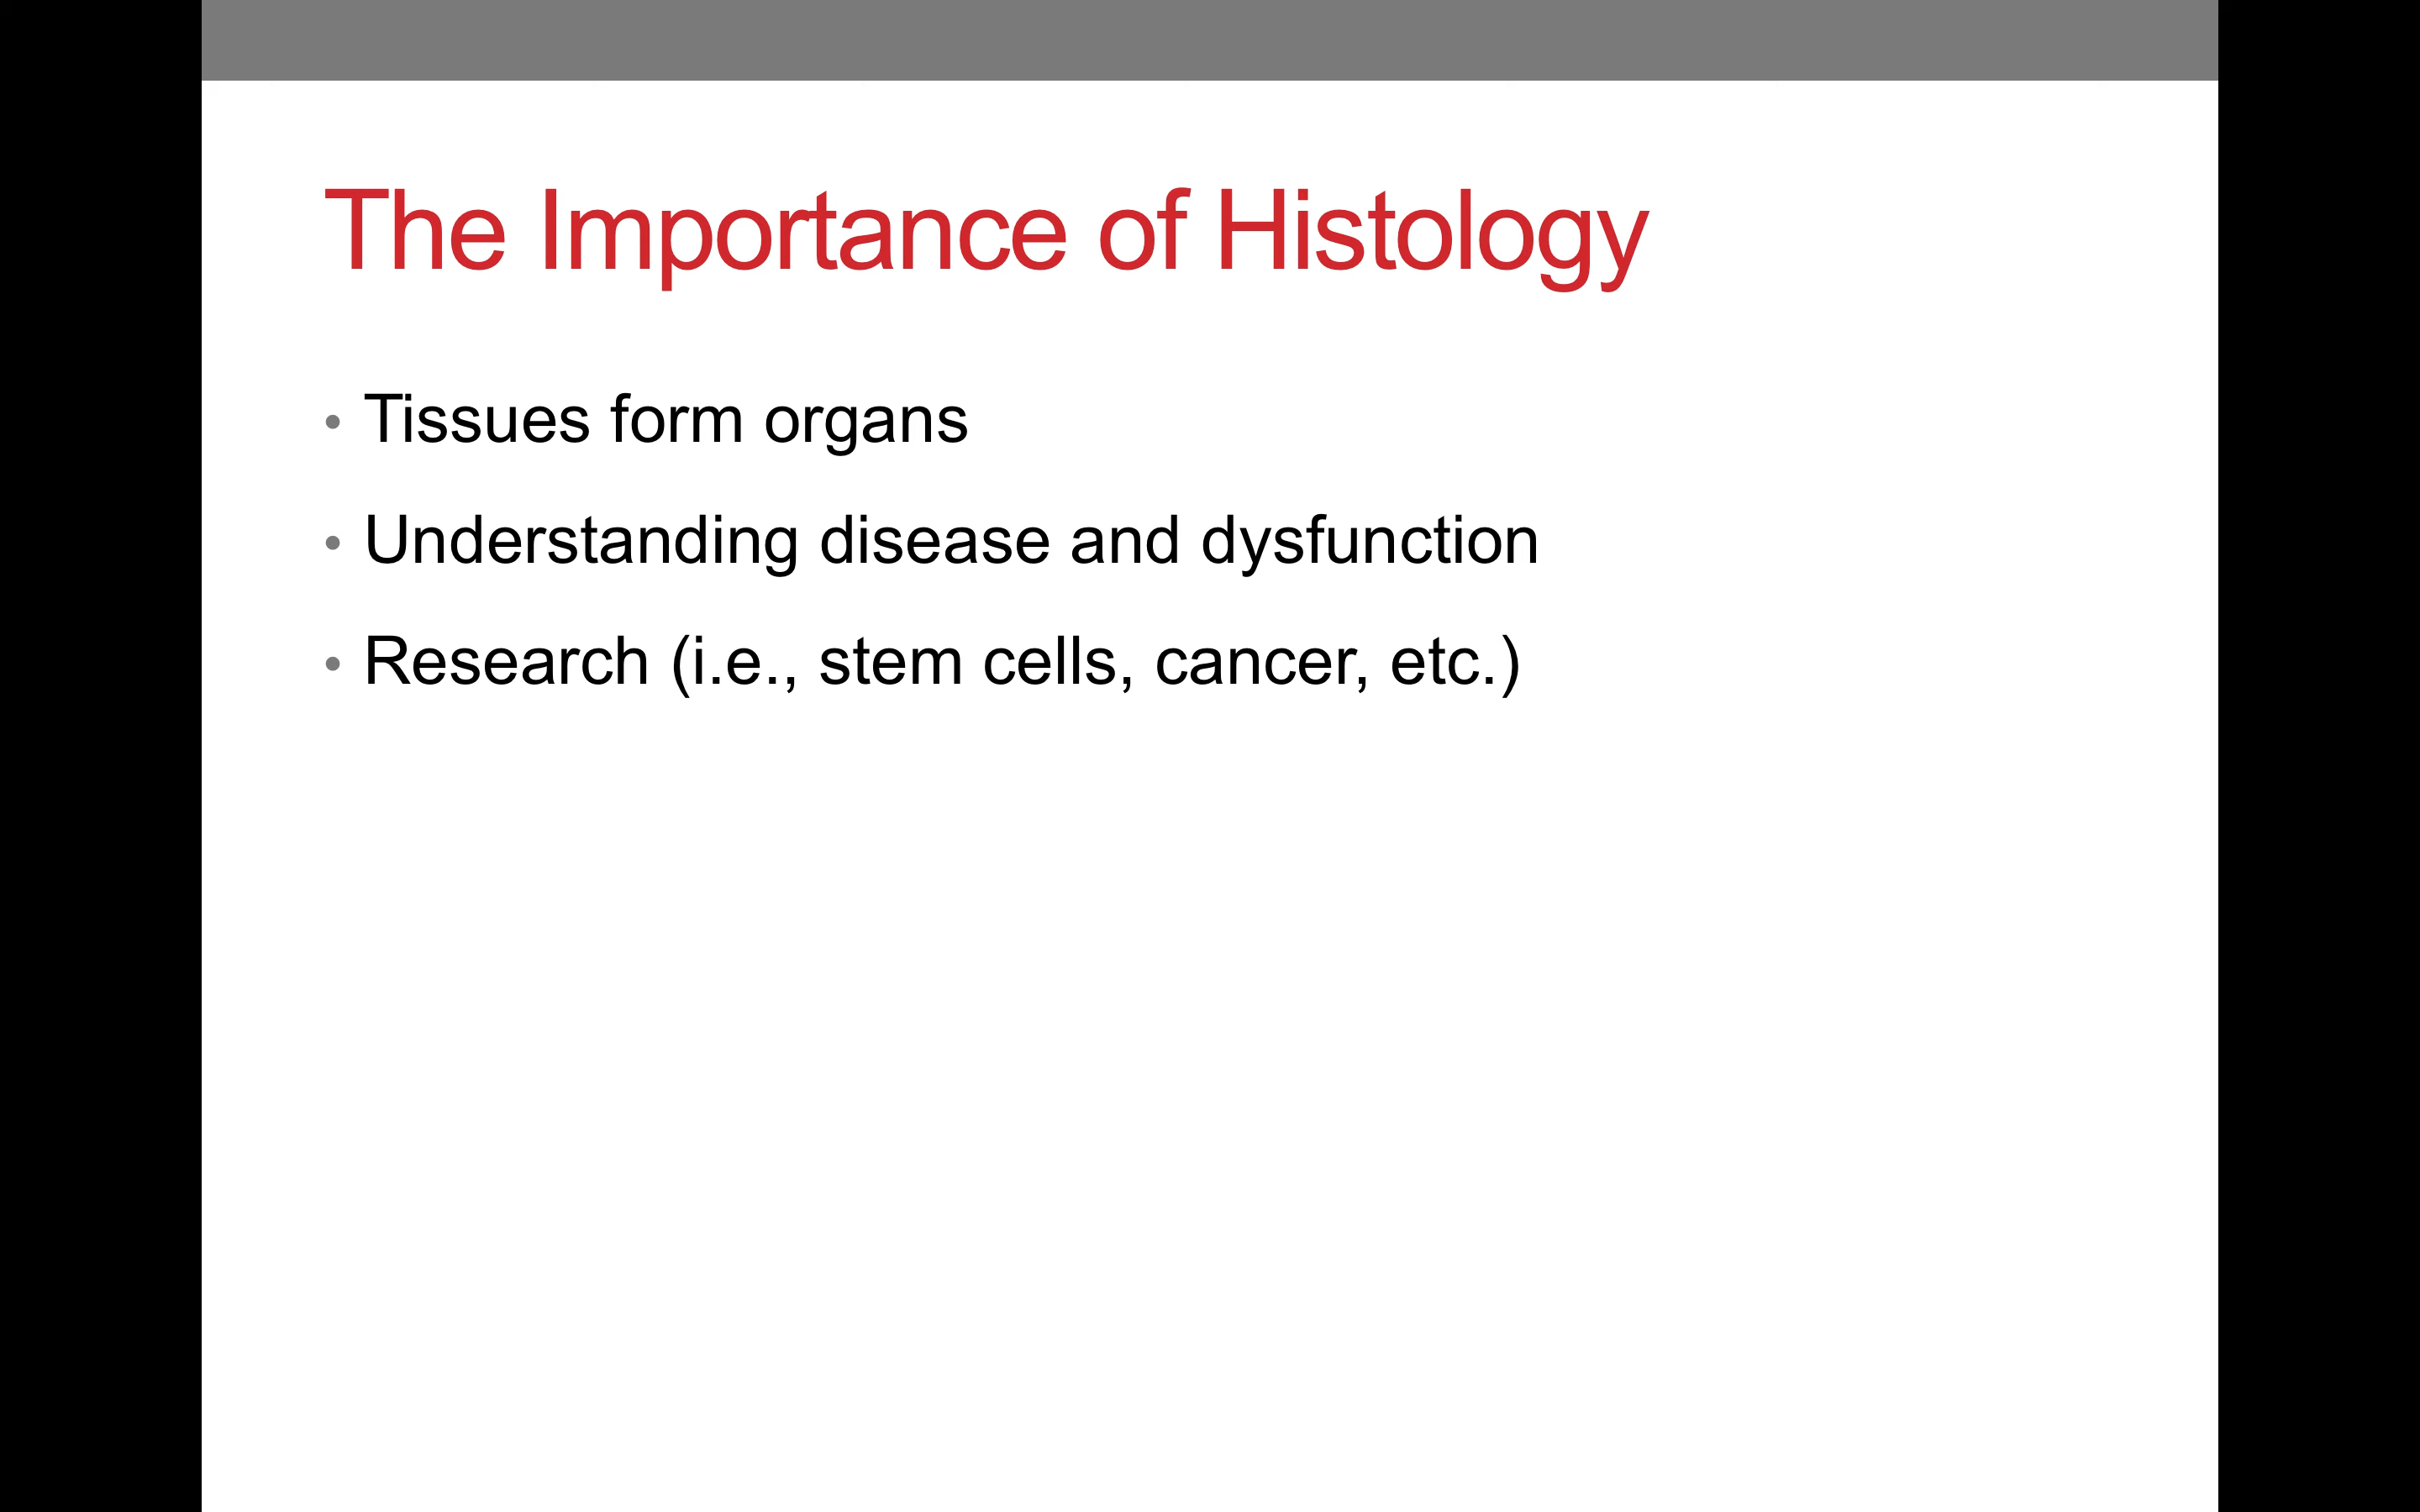 The Importance of Histology
• Tissues form organs
• Understanding disease and dysfunction
• Research (i.e., stem cells, cancer, etc.)